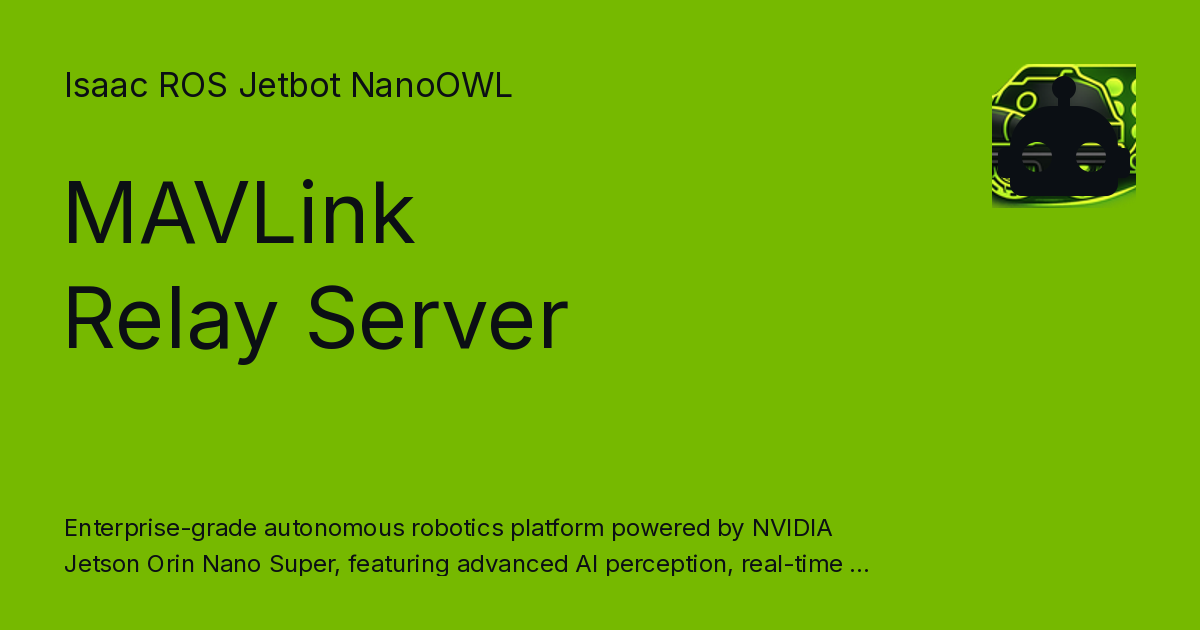 Isaac ROS Jetbot NanoOWL
MAVLink
Relay Server
Enterprise-grade autonomous robotics platform powered by NVIDIA
Jetson Orin Nano Super, featuring advanced AI perception, real-time ...